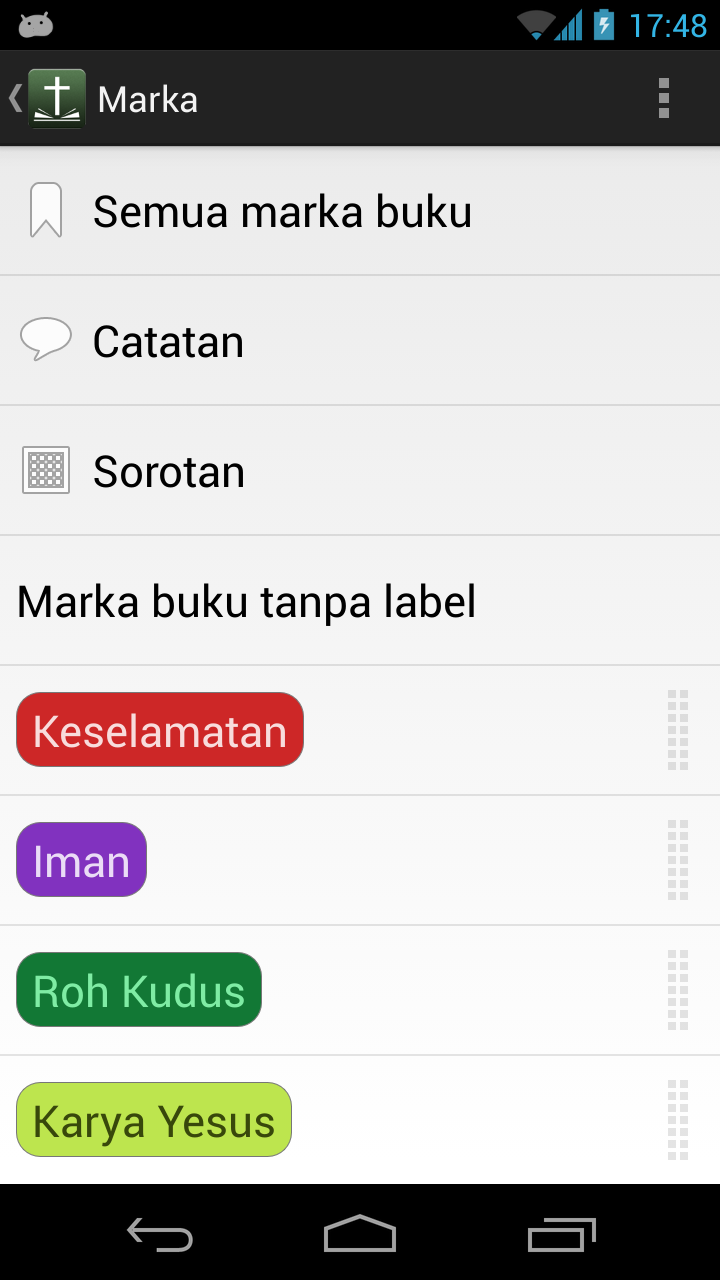 17:48
Marka
Semua marka buku
Catatan
Sorotan
Marka buku tanpa label
Keselamatan
Iman
Roh Kudus
Karya Yesus